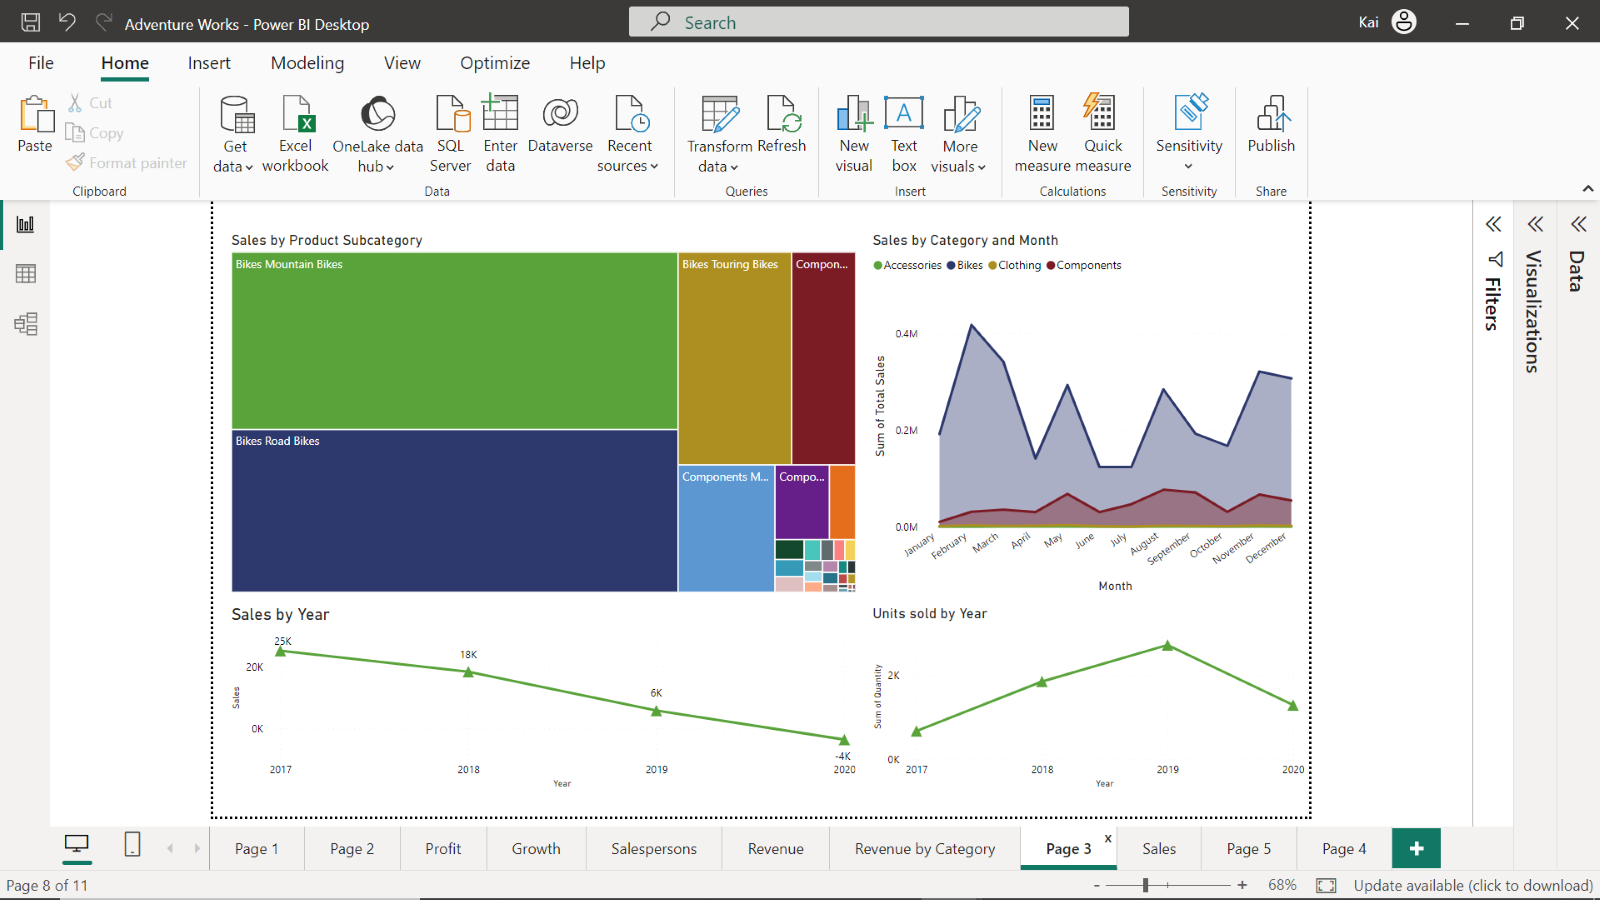 Adventure Works - Power BI Desktop
Search
Kai
File Home Insert Modeling View Optimize Help
Paste
Cut
Copy
Format painter
Clipboard
Get data
Excel workbook
OneLake data hub
SQL Server
Enter data
Dataverse
Recent sources
Data
Transform data
Refresh
Queries
New visual
Text box
More visuals
Insert
New measure
Quick measure
Calculations
Sensitivity
Sensitivity
Publish
Share
Sales by Product Subcategory
Bikes Mountain Bikes
Bikes Touring Bikes
Compon...
Bikes Road Bikes
Components M...
Compo...
Sales by Category and Month
Accessories Bikes Clothing Components
Sum of Total Sales
0.4M
0.2M
0.0M
January February March April May June July August September October November December
Month
Sales by Year
Sales
20K
0K
25K
18K
6K
-4K
2017 2018 2019 2020
Year
Units sold by Year
Sum of Quantity
2K
0K
2017 2018 2019 2020
Year
Filters
Visualizations
Data
Page 1 Page 2 Profit Growth Salespersons Revenue Revenue by Category Page 3 x Sales Page 5 Page 4 +
Page 8 of 11
- + 68%
Update available (click to download)